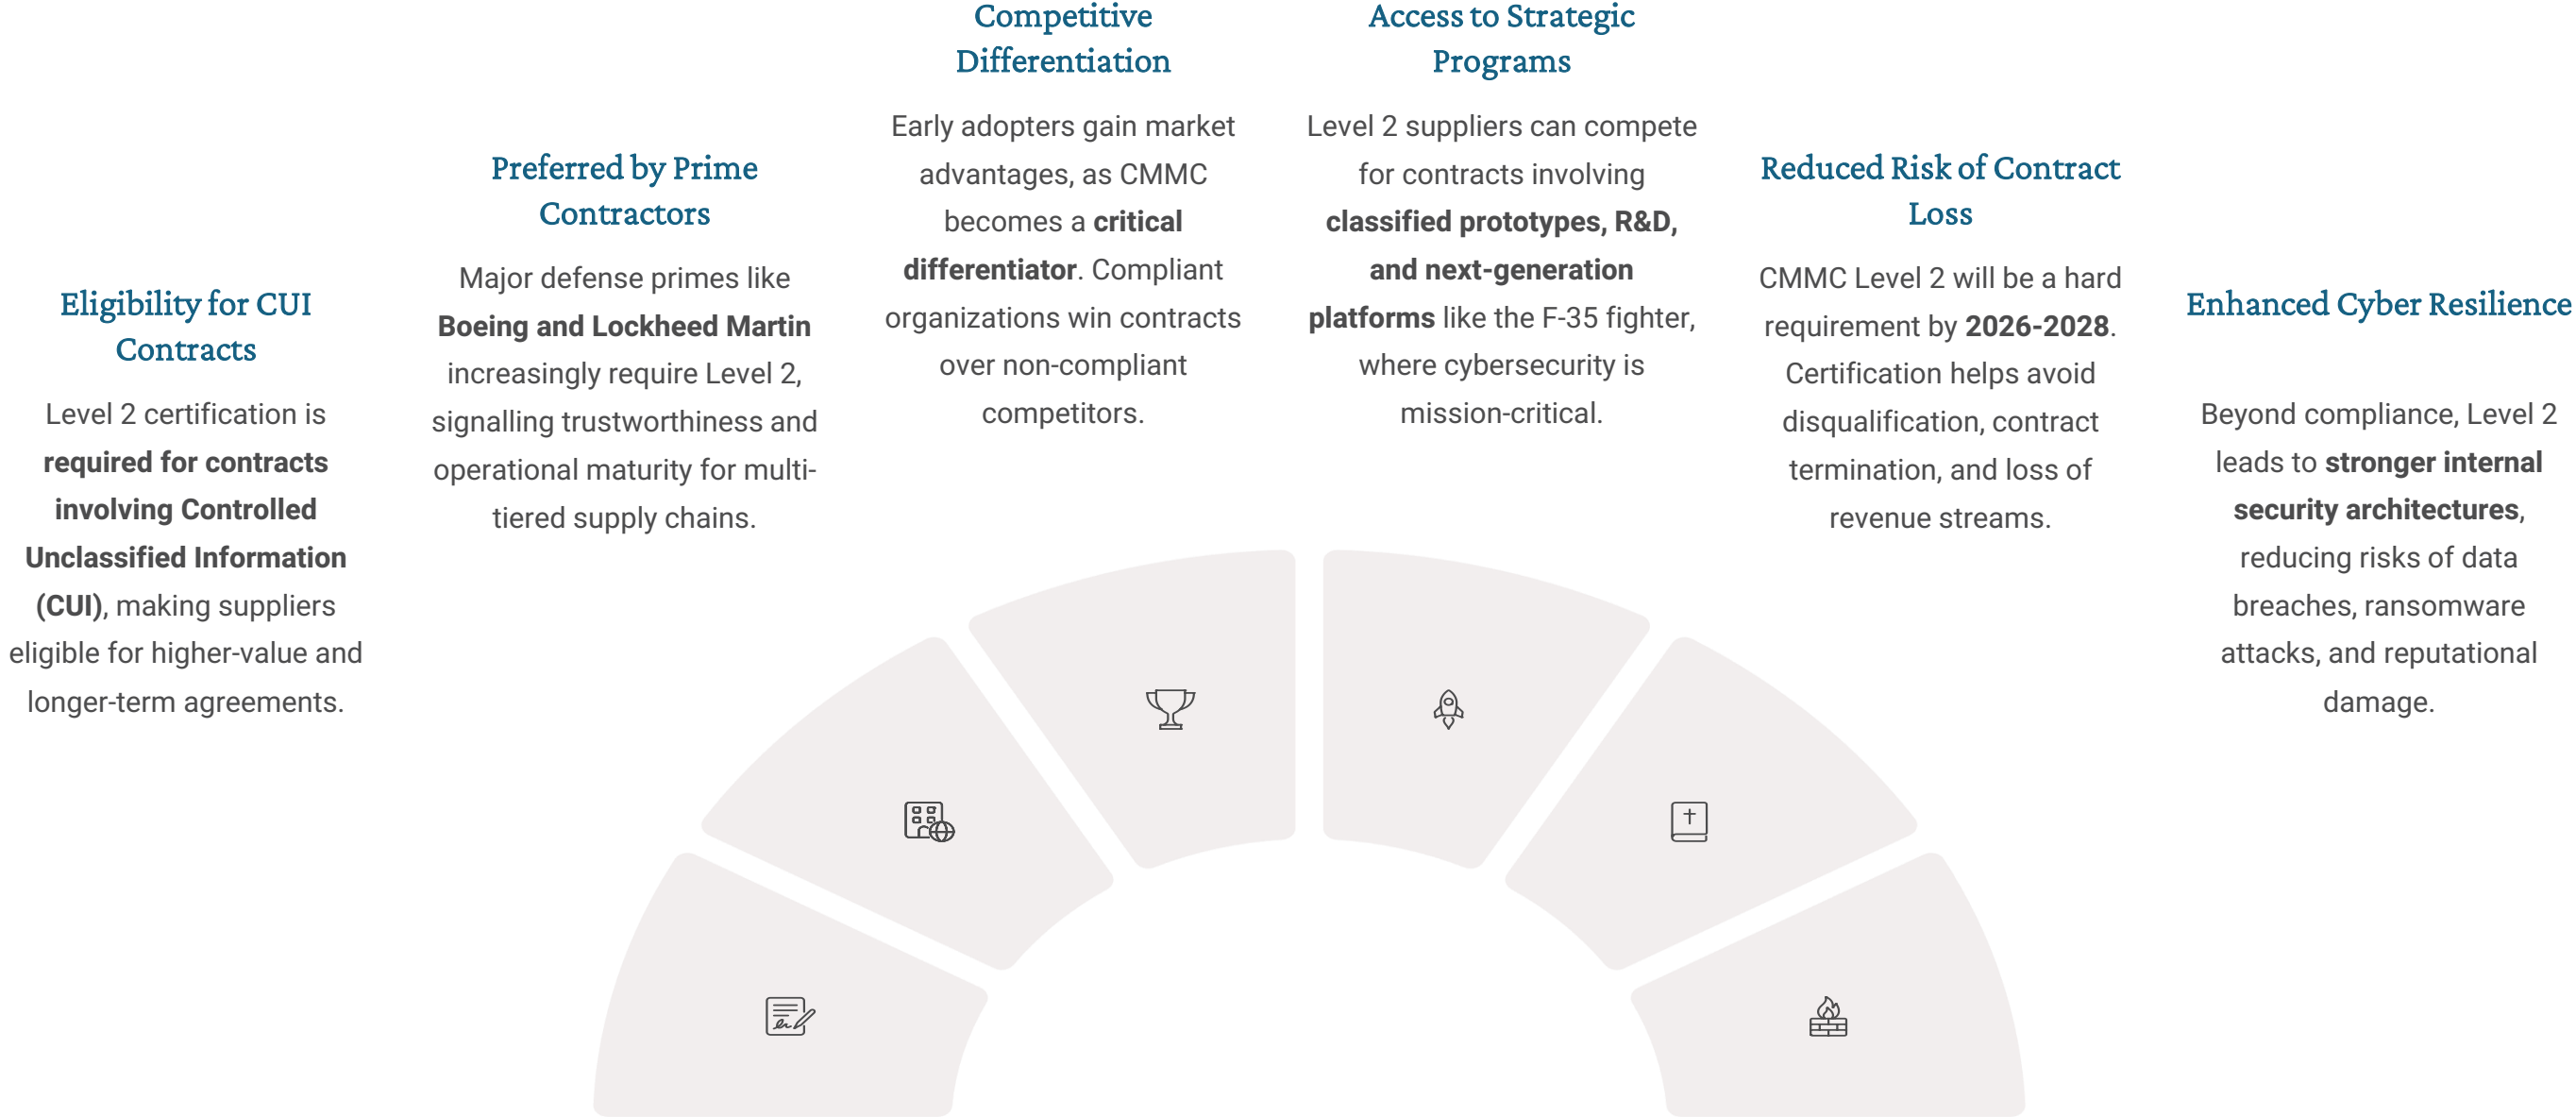 Eligibility for CUI
Contracts
Level 2 certification is
required for contracts
involving Controlled
Unclassified Information
(CUI), making suppliers
eligible for higher-value and
longer-term agreements.
Preferred by Prime
Contractors
Major defense primes like
Boeing and Lockheed Martin
increasingly require Level 2,
signalling trustworthiness and
operational maturity for multi-
tiered supply chains.
Competitive
Differentiation
Early adopters gain market
advantages, as CMMC
becomes a critical
differentiator. Compliant
organizations win contracts
over non-compliant
competitors.
Access to Strategic
Programs
Level 2 suppliers can compete
for contracts involving
classified prototypes, R&D,
and next-generation
platforms like the F-35 fighter,
where cybersecurity is
mission-critical.
Reduced Risk of Contract
Loss
CMMC Level 2 will be a hard
requirement by 2026-2028.
Certification helps avoid
disqualification, contract
termination, and loss of
revenue streams.
Enhanced Cyber Resilience
Beyond compliance, Level 2
leads to stronger internal
security architectures,
reducing risks of data
breaches, ransomware
attacks, and reputational
damage.